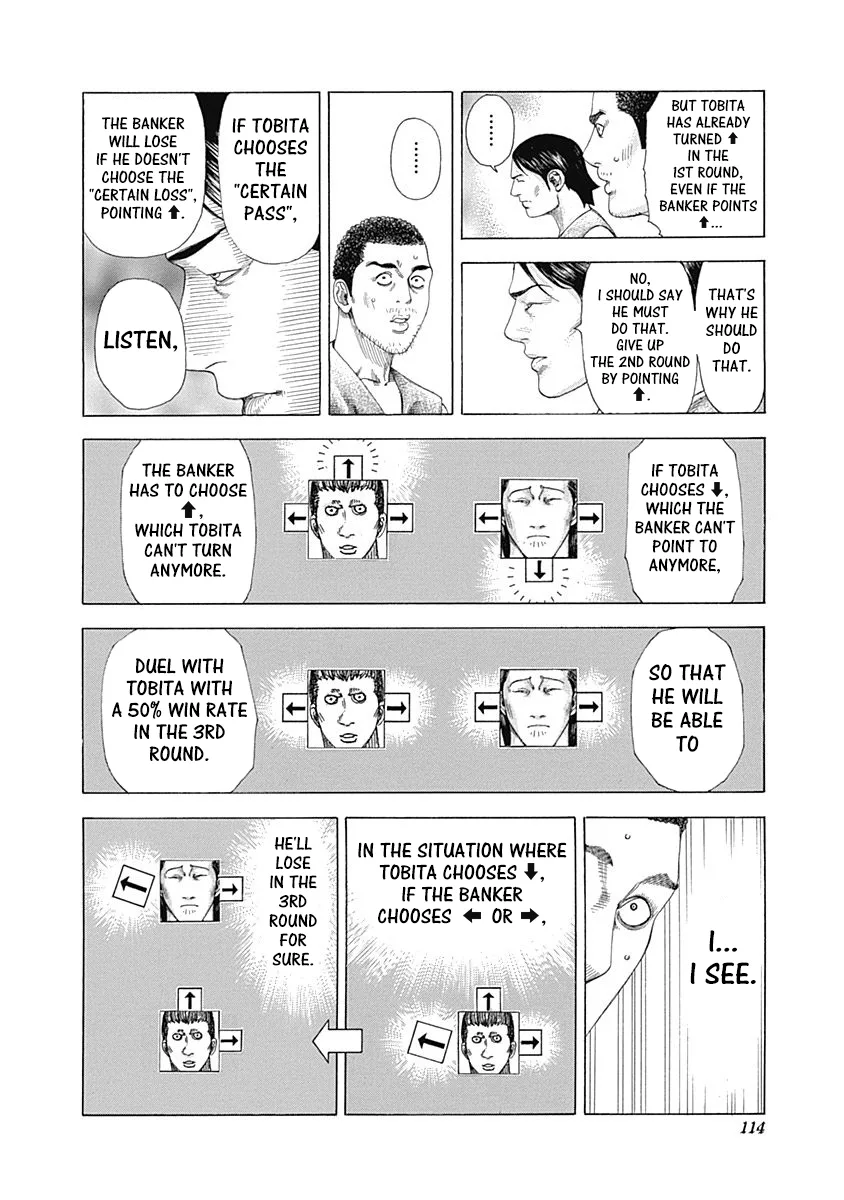 BUT TOBITA
HAS ALREADY
TURNED ⬆
IN THE
1ST ROUND,
EVEN IF THE
BANKER POINTS
⬆...
......
THAT'S
WHY HE
SHOULD
DO
THAT.
NO,
I SHOULD SAY
HE MUST
DO THAT.
GIVE UP
THE 2ND ROUND
BY POINTING
⬆.
......
IF TOBITA
CHOOSES
THE
"CERTAIN
PASS",
THE BANKER
WILL LOSE
IF HE DOESN'T
CHOOSE THE
"CERTAIN LOSS",
POINTING ⬆.
LISTEN,
IF TOBITA
CHOOSES ⬇,
WHICH THE
BANKER CAN'T
POINT TO
ANYMORE,
THE BANKER
HAS TO CHOOSE
⬆,
WHICH TOBITA
CAN'T TURN
ANYMORE.
SO THAT
HE WILL
BE ABLE
TO
DUEL WITH
TOBITA WITH
A 50% WIN RATE
IN THE 3RD
ROUND.
I...
I SEE.
IN THE SITUATION WHERE
TOBITA CHOOSES ⬇,
IF THE BANKER
CHOOSES ⬅ OR ➡,
HE'LL
LOSE
IN THE
3RD
ROUND
FOR
SURE.
114